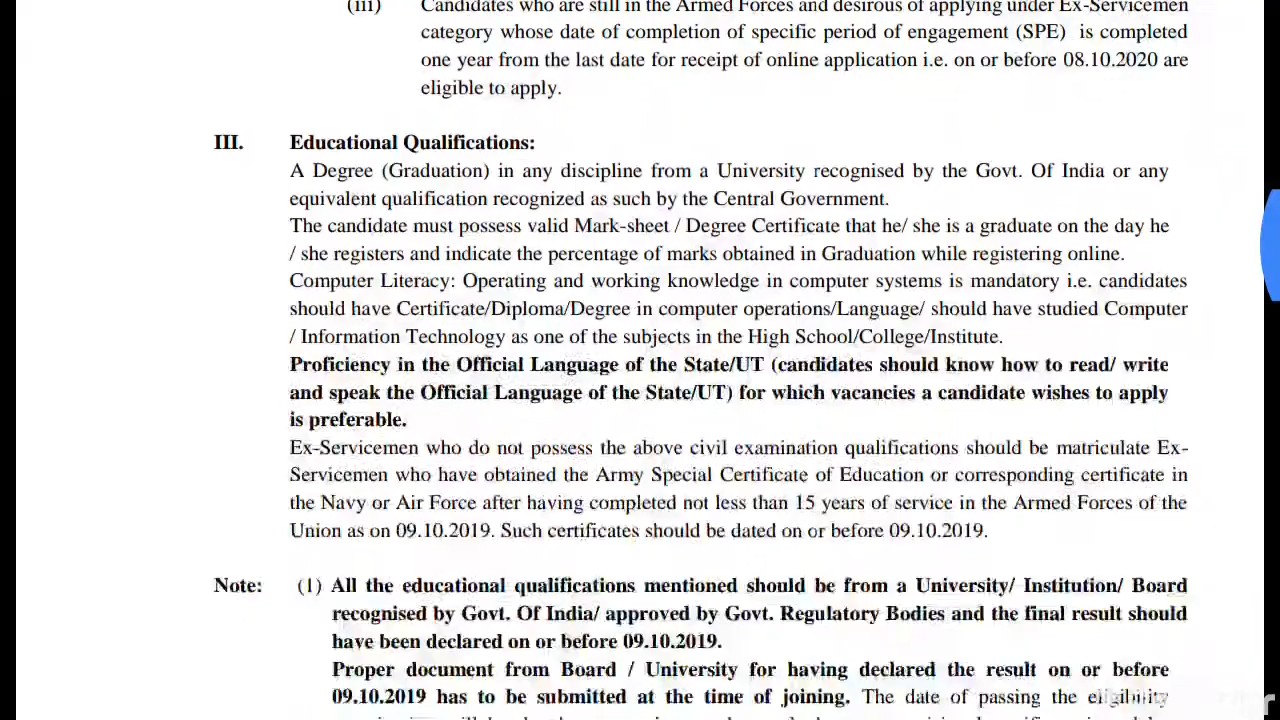 (iii) Candidates who are still in the Armed Forces and desirous of applying under Ex-Servicemen
category whose date of completion of specific period of engagement (SPE) is completed
one year from the last date for receipt of online application i.e. on or before 08.10.2020 are
eligible to apply.
III. Educational Qualifications:
A Degree (Graduation) in any discipline from a University recognised by the Govt. Of India or any
equivalent qualification recognized as such by the Central Government.
The candidate must possess valid Mark-sheet / Degree Certificate that he/ she is a graduate on the day he
/ she registers and indicate the percentage of marks obtained in Graduation while registering online.
Computer Literacy: Operating and working knowledge in computer systems is mandatory i.e. candidates
should have Certificate/Diploma/Degree in computer operations/Language/ should have studied Computer
/ Information Technology as one of the subjects in the High School/College/Institute.
Proficiency in the Official Language of the State/UT (candidates should know how to read/ write
and speak the Official Language of the State/UT) for which vacancies a candidate wishes to apply
is preferable.
Ex-Servicemen who do not possess the above civil examination qualifications should be matriculate Ex-
Servicemen who have obtained the Army Special Certificate of Education or corresponding certificate in
the Navy or Air Force after having completed not less than 15 years of service in the Armed Forces of the
Union as on 09.10.2019. Such certificates should be dated on or before 09.10.2019.
Note: (1) All the educational qualifications mentioned should be from a University/ Institution/ Board
recognised by Govt. Of India/ approved by Govt. Regulatory Bodies and the final result should
have been declared on or before 09.10.2019.
Proper document from Board / University for having declared the result on or before
09.10.2019 has to be submitted at the time of joining. The date of passing the eligibility